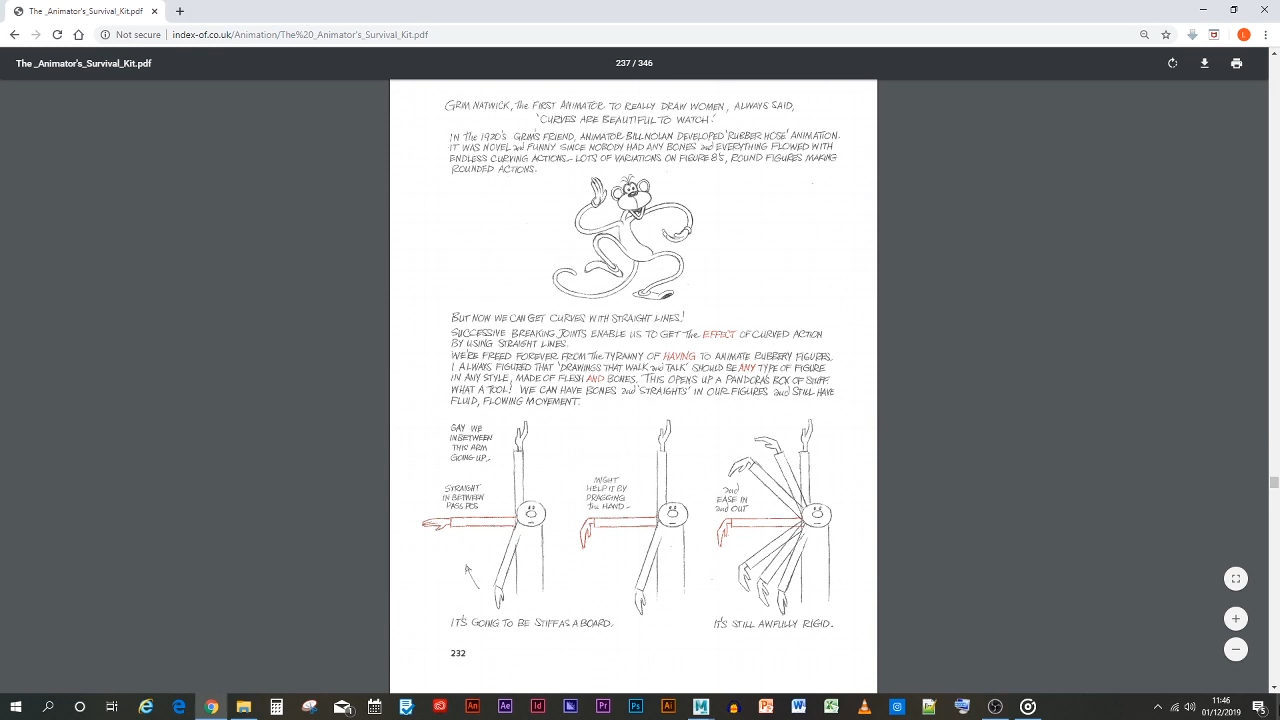 The _Animator's_Survival_Kit.pdf
Not secure
index-of.co.uk/Animation/The%20_Animator's_Survival_Kit.pdf
L
The _Animator's_Survival_Kit.pdf
237 / 346
GRIM NATWICK, The FIRST ANIMATOR TO REALLY DRAW WOMEN, ALWAYS SAID,
'CURVES ARE BEAUTIFUL TO WATCH.'
IN The 1920'S GRIM'S FRIEND, ANIMATOR BILL NOLAN DEVELOPED 'RUBBER HOSE' ANIMATION.
IT WAS NOVEL and FUNNY SINCE NOBODY HAD ANY BONES and EVERYTHING FLOWED WITH
ENDLESS CURVING ACTIONS - LOTS OF VARIATIONS ON FIGURE 8'S, ROUND FIGURES MAKING
ROUNDED ACTIONS.
BUT NOW WE CAN GET CURVES WITH STRAIGHT LINES!
SUCCESSIVE BREAKING JOINTS ENABLE US TO GET The EFFECT OF CURVED ACTION
BY USING STRAIGHT LINES.
WE'RE FREED FOREVER FROM The TYRANNY OF HAVING TO ANIMATE RUBBERY FIGURES.
I ALWAYS FIGURED THAT 'DRAWINGS THAT WALK and TALK' SHOULD BE ANY TYPE OF FIGURE
IN ANY STYLE, MADE OF FLESH AND BONES. THIS OPENS UP A PANDORA'S BOX OF STUFF.
WHAT A TOOL! WE CAN HAVE BONES and 'STRAIGHTS' IN OUR FIGURES and STILL HAVE
FLUID, FLOWING MOVEMENT.
SAY WE
INBETWEEN
THIS ARM
GOING UP -
STRAIGHT
IN BETWEEN
PASS POS
MIGHT
HELP IT BY
DRAGGING
the HAND -
and
EASE IN
and OUT
IT'S GOING TO BE STIFF AS A BOARD.
IT'S STILL AWFULLY RIGID -
232
An
Ae
Id
Pr
Ps
Ai
M
P
W
X
11:46
01/12/2019